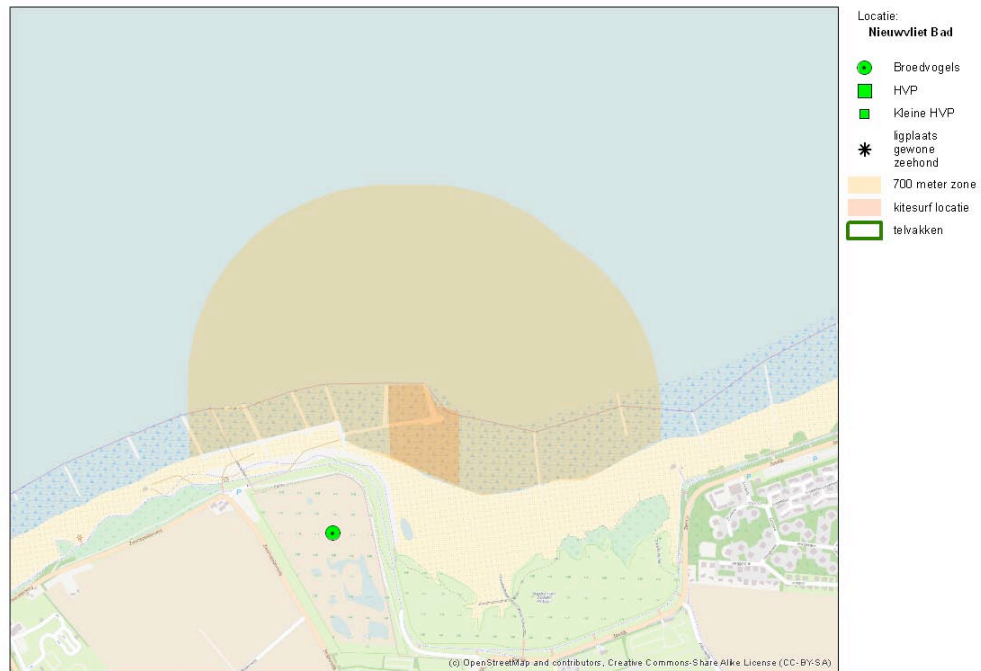 Locatie:
Nieuwvliet Bad
Broedvogels
HVP
Kleine HVP
ligplaats
gewone
zeehond
700 meter zone
kitesurf locatie
telvakken
P
P
P
(c) OpenStreetMap and contributors, Creative Commons-Share Alike License (CC-BY-SA)